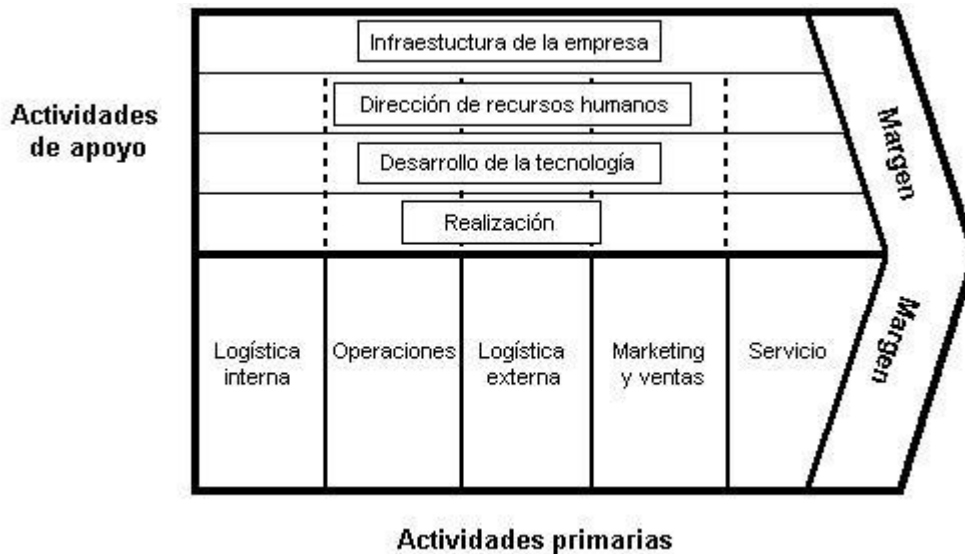 Infraestuctura de la empresa
Dirección de recursos humanos
Desarrollo de la tecnología
Realización
Actividades
de apoyo
Margen
Margen
Logística
interna
Operaciones
Logística
externa
Marketing
y ventas
Servicio
Actividades primarias